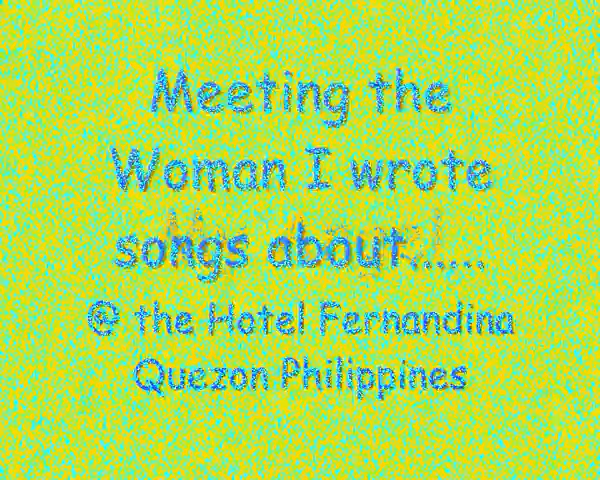 Meeting the
Woman I wrote
songs about......
@ the Hotel Fernandina
Quezon Philippines